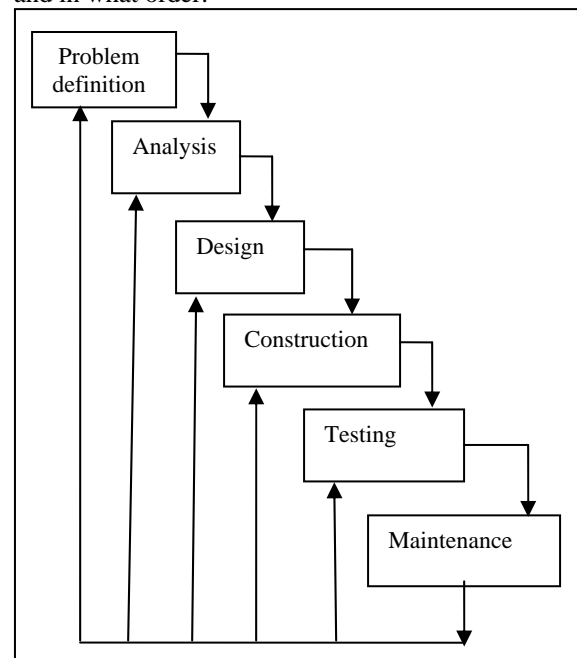 and in what order.
Problem
definition
Analysis
Design
Construction
Testing
Maintenance